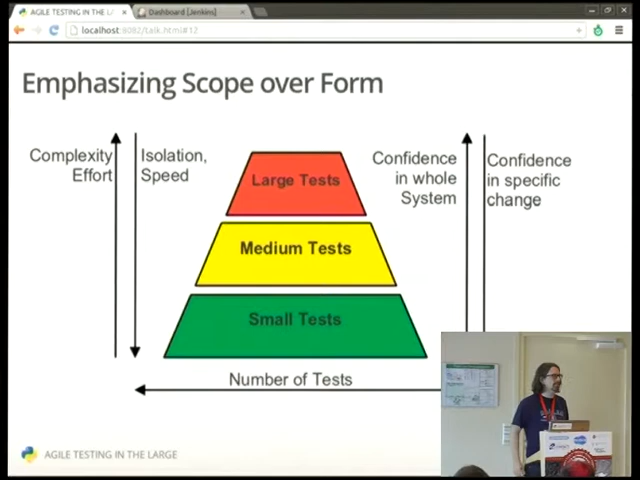 AGILE TESTING IN THE LA
Dashboard [Jenkins]
localhost:8082/talk.html#12
Emphasizing Scope over Form
Complexity
Effort
Isolation,
Speed
Large Tests
Medium Tests
Small Tests
Confidence
in whole
System
Confidence
in specific
change
Number of Tests
AGILE TESTING IN THE LARGE